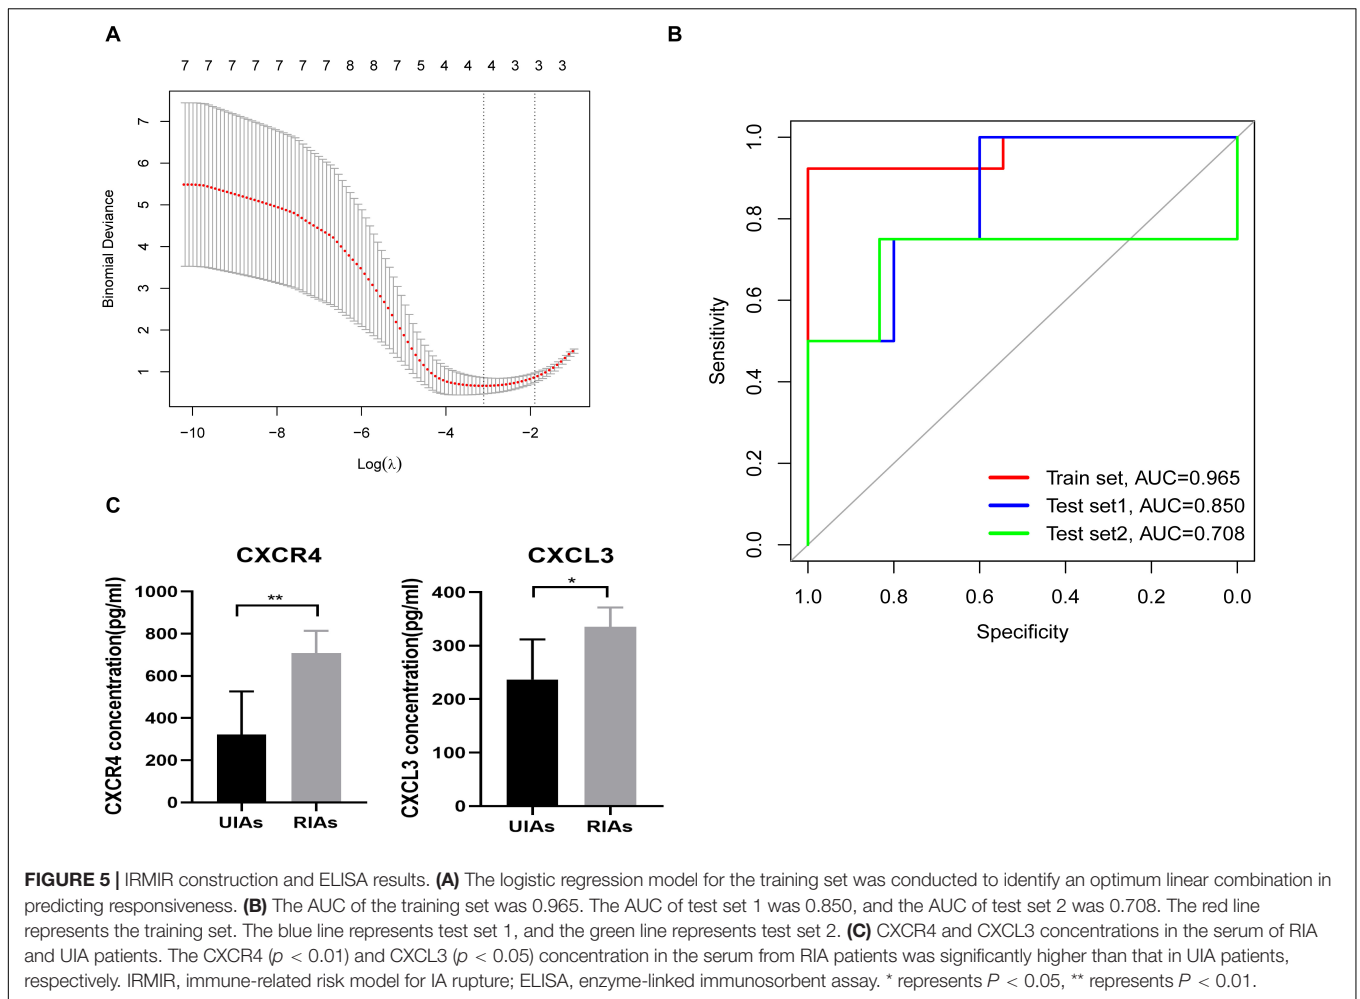 A
7 7 7 7 7 7 7 8 8 7 5 4 4 4 3 3 3
Binomial Deviance
7
6
5
4
3
2
1
−10 −8 −6 −4 −2
Log(λ)
B
Sensitivity
1.0
0.8
0.6
0.4
0.2
0.0
Train set, AUC=0.965
Test set1, AUC=0.850
Test set2, AUC=0.708
1.0 0.8 0.6 0.4 0.2 0.0
Specificity
C
CXCR4
CXCR4 concentration(pg/ml)
1000
800
600
400
200
0
**
UIAs RIAs
CXCL3
CXCL3 concentration(pg/ml)
400
300
200
100
0
*
UIAs RIAs
FIGURE 5 | IRMIR construction and ELISA results. (A) The logistic regression model for the training set was conducted to identify an optimum linear combination in
predicting responsiveness. (B) The AUC of the training set was 0.965. The AUC of test set 1 was 0.850, and the AUC of test set 2 was 0.708. The red line
represents the training set. The blue line represents test set 1, and the green line represents test set 2. (C) CXCR4 and CXCL3 concentrations in the serum of RIA
and UIA patients. The CXCR4 (p < 0.01) and CXCL3 (p < 0.05) concentration in the serum from RIA patients was significantly higher than that in UIA patients,
respectively. IRMIR, immune-related risk model for IA rupture; ELISA, enzyme-linked immunosorbent assay. * represents P < 0.05, ** represents P < 0.01.